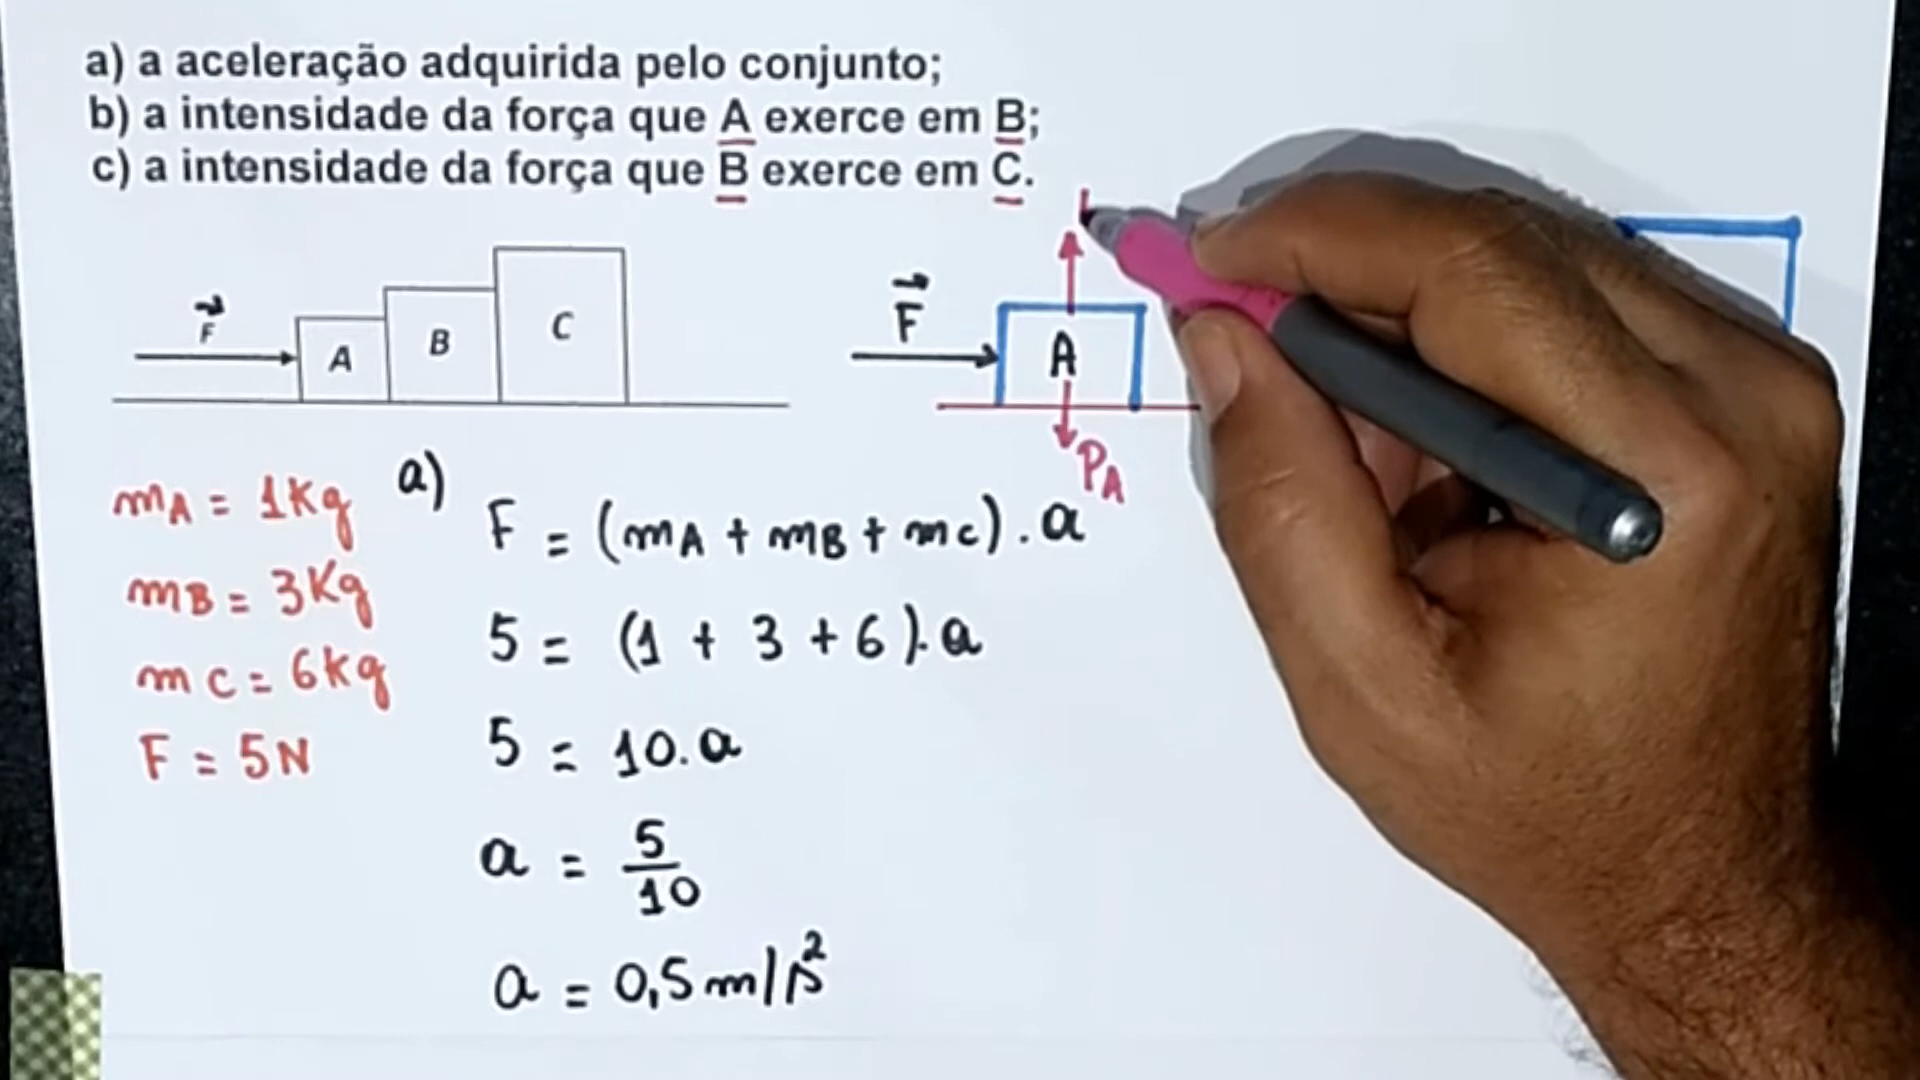 a) a aceleração adquirida pelo conjunto;
b) a intensidade da força que A exerce em B;
c) a intensidade da força que B exerce em C.
F
A
B
C
F
A
PA
mA = 1Kg
mB = 3Kg
mC = 6Kg
F = 5N
a)
F = (mA + mB + mC) . a
5 = (1 + 3 + 6) . a
5 = 10. a
a = 5/10
a = 0,5 m/s²